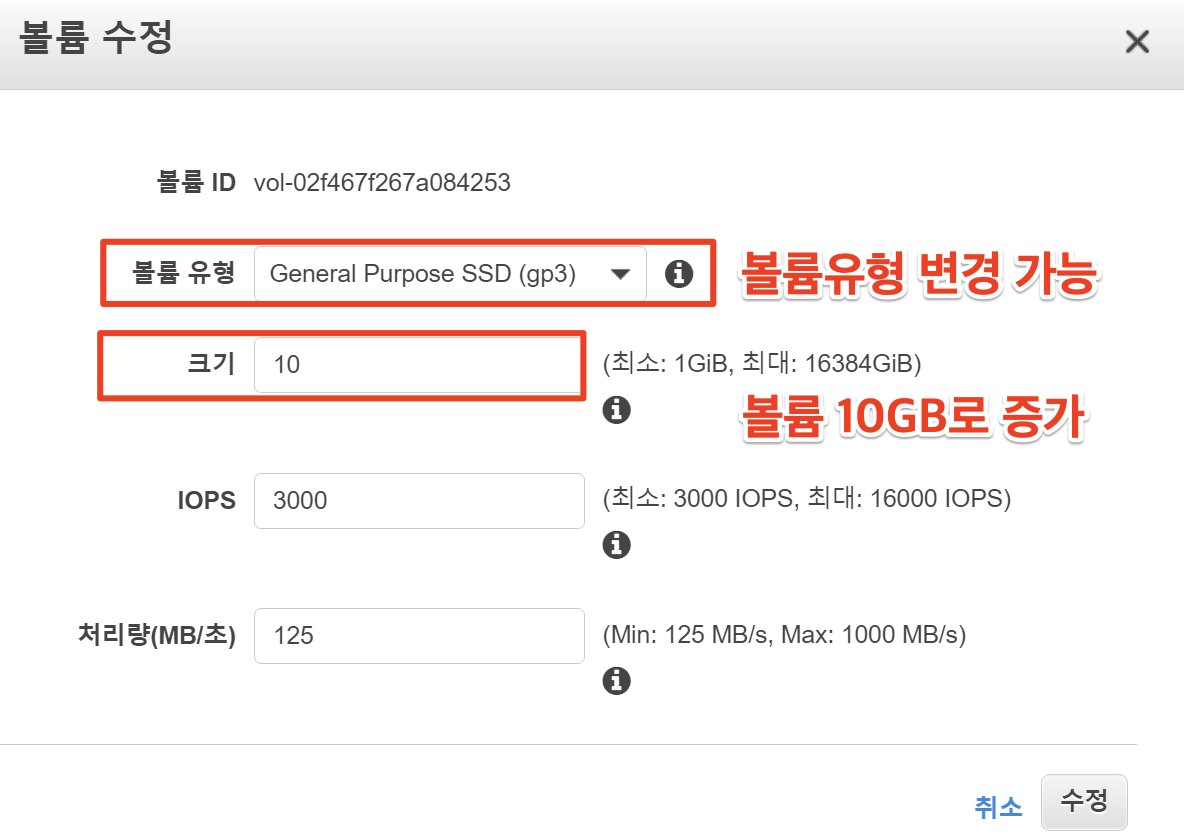 볼륨 수정
볼륨 ID vol-02f467f267a084253
볼륨 유형 General Purpose SSD (gp3) 볼륨유형 변경 가능
크기 10 (최소: 1GiB, 최대: 16384GiB)
볼륨 10GB로 증가
IOPS 3000 (최소: 3000 IOPS, 최대: 16000 IOPS)
처리량(MB/초) 125 (Min: 125 MB/s, Max: 1000 MB/s)
취소 수정